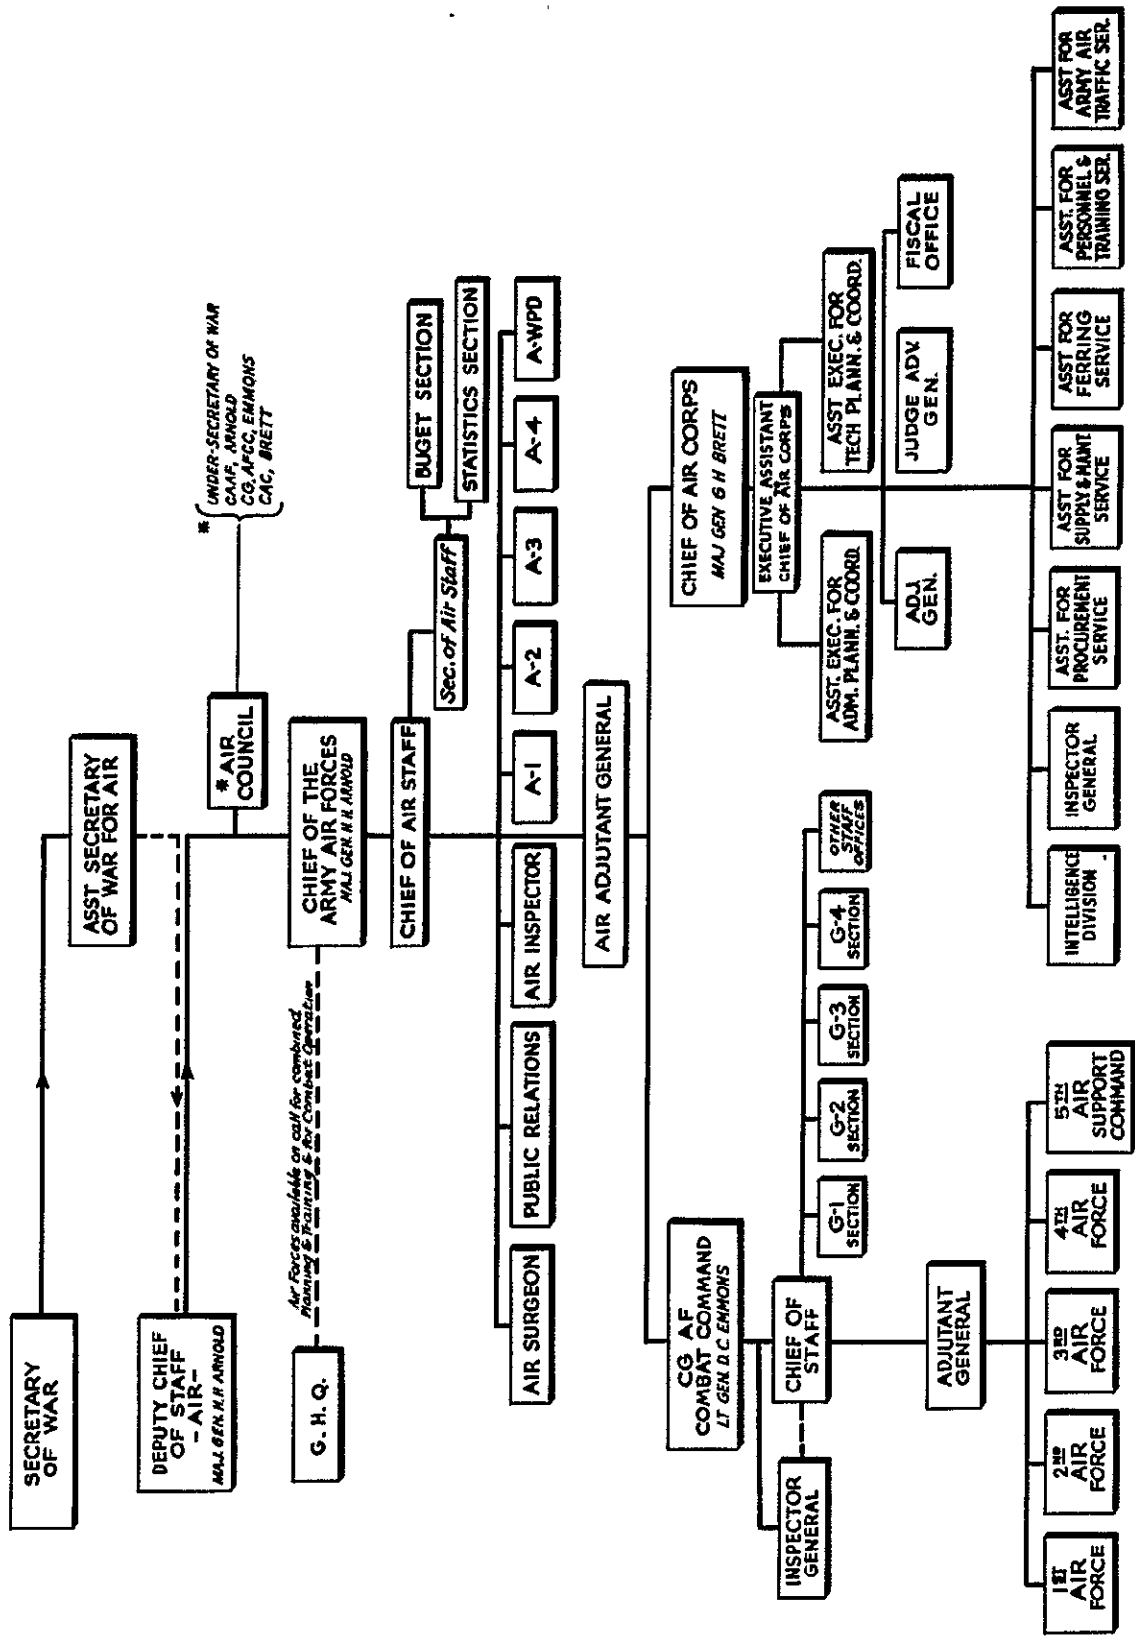 SECRETARY
OF WAR
ASST SECRETARY
OF WAR FOR AIR
DEPUTY CHIEF
OF STAFF
- AIR -
MAJ. GEN. H. H. ARNOLD
* AIR
COUNCIL
*
UNDER-SECRETARY OF WAR
CAAF, ARNOLD
CG, AFCC, EMMONS
CAC, BRETT
G. H. Q.
Air Forces available on call for combined
Planning & Training & for Combat Operation
CHIEF OF THE
ARMY AIR FORCES
MAJ. GEN. H. H. ARNOLD
CHIEF OF AIR STAFF
Sec. of Air Staff
BUGET SECTION
STATISTICS SECTION
AIR SURGEON
PUBLIC RELATIONS
AIR INSPECTOR
A-1
A-2
A-3
A-4
A-WPD
AIR ADJUTANT GENERAL
CG AF
COMBAT COMMAND
LT GEN. D. C. EMMONS
CHIEF OF AIR CORPS
MAJ GEN G H BRETT
INSPECTOR
GENERAL
CHIEF OF
STAFF
G-1
SECTION
G-2
SECTION
G-3
SECTION
G-4
SECTION
OTHER
STAFF
OFFICES
EXECUTIVE ASSISTANT
CHIEF OF AIR CORPS
ASST. EXEC. FOR
ADM. PLANN. & COORD.
ASST EXEC. FOR
TECH PLANN. & COORD.
ADJUTANT
GENERAL
ADJ.
GEN.
JUDGE ADV.
GEN.
FISCAL
OFFICE
1ST
AIR
FORCE
2ND
AIR
FORCE
3RD
AIR
FORCE
4TH
AIR
FORCE
5TH
AIR
SUPPORT
COMMAND
INTELLIGENCE
DIVISION
INSPECTOR
GENERAL
ASST. FOR
PROCUREMENT
SERVICE
ASST FOR
SUPPLY & MAINT
SERVICE
ASST FOR
FERRING
SERVICE
ASST. FOR
PERSONNEL &
TRAINING SER.
ASST FOR
ARMY AIR
TRAFFIC SER.